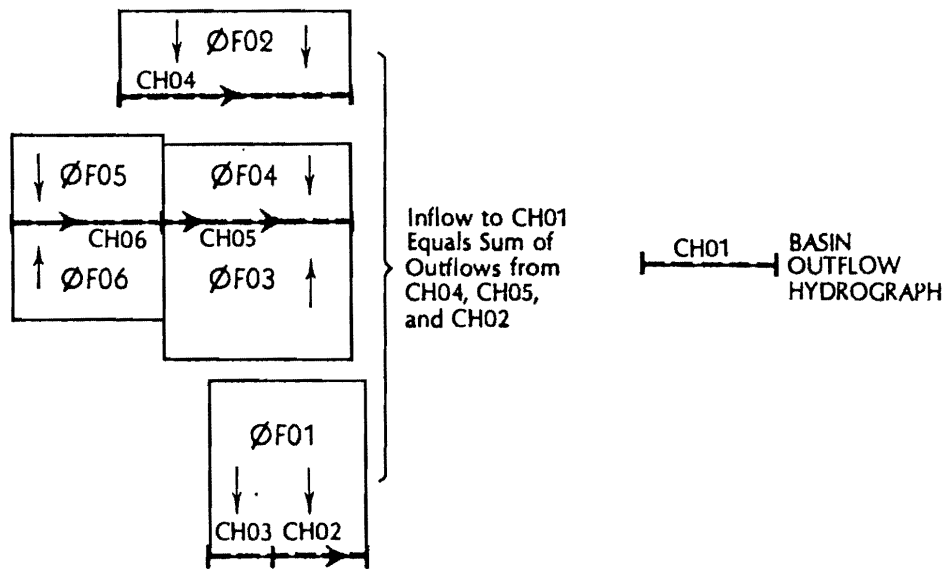 ØF02
CH04
ØF05
ØF04
CH06
CH05
ØF06
ØF03
Inflow to CH01
Equals Sum of
Outflows from
CH04, CH05,
and CH02
CH01
BASIN
OUTFLOW
HYDROGRAPH
ØF01
CH03
CH02